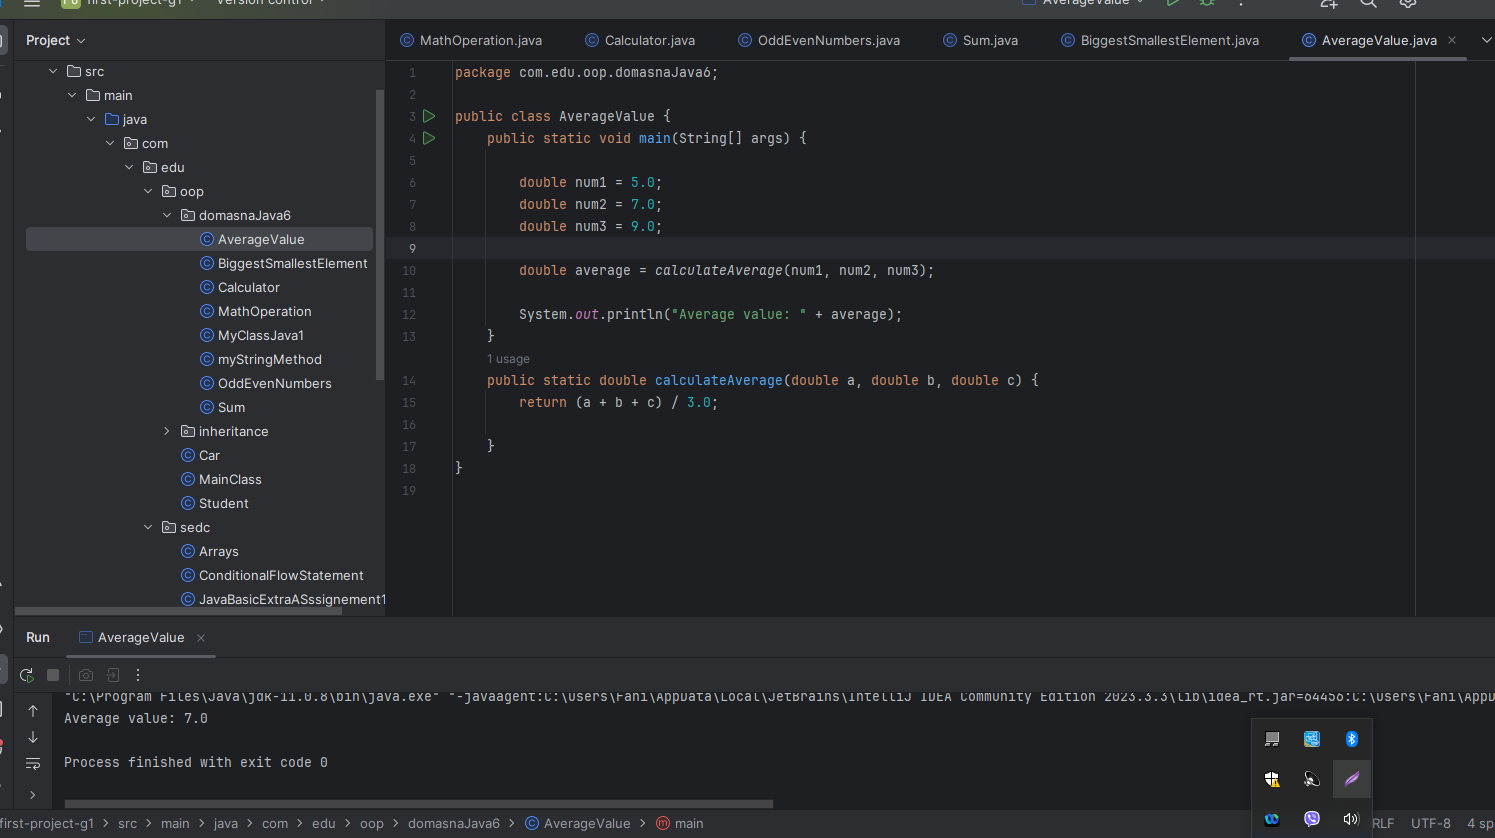 first-project-g1
Version control
AverageValue
Project
MathOperation.java
Calculator.java
OddEvenNumbers.java
Sum.java
BiggestSmallestElement.java
AverageValue.java
src
main
java
com
edu
oop
domasnaJava6
AverageValue
BiggestSmallestElement
Calculator
MathOperation
MyClassJava1
myStringMethod
OddEvenNumbers
Sum
inheritance
Car
MainClass
Student
sedc
Arrays
ConditionalFlowStatement
JavaBasicExtraASssignement1
1 package com.edu.oop.domasnaJava6;
2
3 public class AverageValue {
4 public static void main(String[] args) {
5
6 double num1 = 5.0;
7 double num2 = 7.0;
8 double num3 = 9.0;
9
10 double average = calculateAverage(num1, num2, num3);
11
12 System.out.println("Average value: " + average);
13 }
1 usage
14 public static double calculateAverage(double a, double b, double c) {
15 return (a + b + c) / 3.0;
16
17 }
18 }
19
Run
AverageValue
"C:\Program Files\Java\jdk-11.0.8\bin\java.exe" "-javaagent:C:\Users\Fani\AppData\Local\JetBrains\IntelliJ IDEA Community Edition 2023.3.3\lib\idea_rt.jar=64456:C:\Users\Fani\AppD
Average value: 7.0
Process finished with exit code 0
first-project-g1 > src > main > java > com > edu > oop > domasnaJava6 > AverageValue > main
RLF UTF-8 4 sp